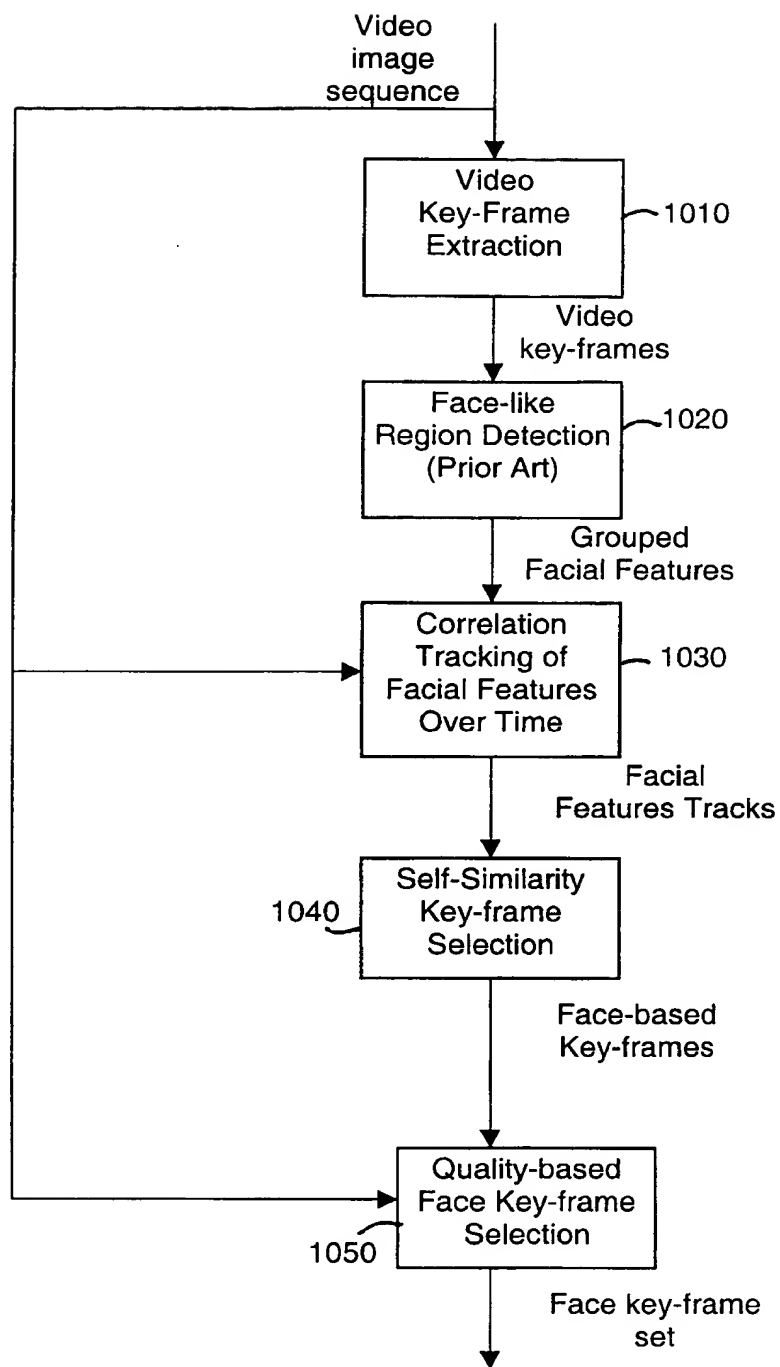 Video
image
sequence
Video
Key-Frame
Extraction
1010
Video
key-frames
Face-like
Region Detection
(Prior Art)
1020
Grouped
Facial Features
Correlation
Tracking of
Facial Features
Over Time
1030
Facial
Features Tracks
Self-Similarity
Key-frame
Selection
1040
Face-based
Key-frames
Quality-based
Face Key-frame
Selection
1050
Face key-frame
set